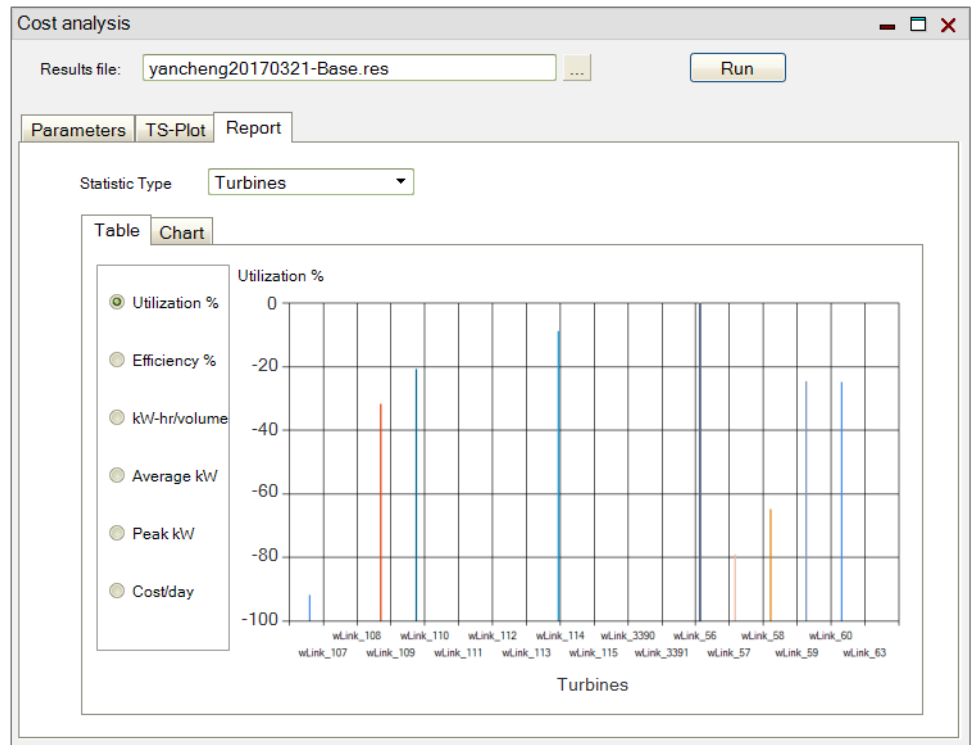 Cost analysis
Results file: yancheng20170321-Base.res ... Run
Parameters TS-Plot Report
Statistic Type Turbines
Table Chart
Utilization %
Efficiency %
kW-hr/volume
Average kW
Peak kW
Cost/day
Utilization %
0
-20
-40
-60
-80
-100
wLink_108 wLink_110 wLink_112 wLink_114 wLink_3390 wLink_56 wLink_58 wLink_60
wLink_107 wLink_109 wLink_111 wLink_113 wLink_115 wLink_3391 wLink_57 wLink_59 wLink_63
Turbines